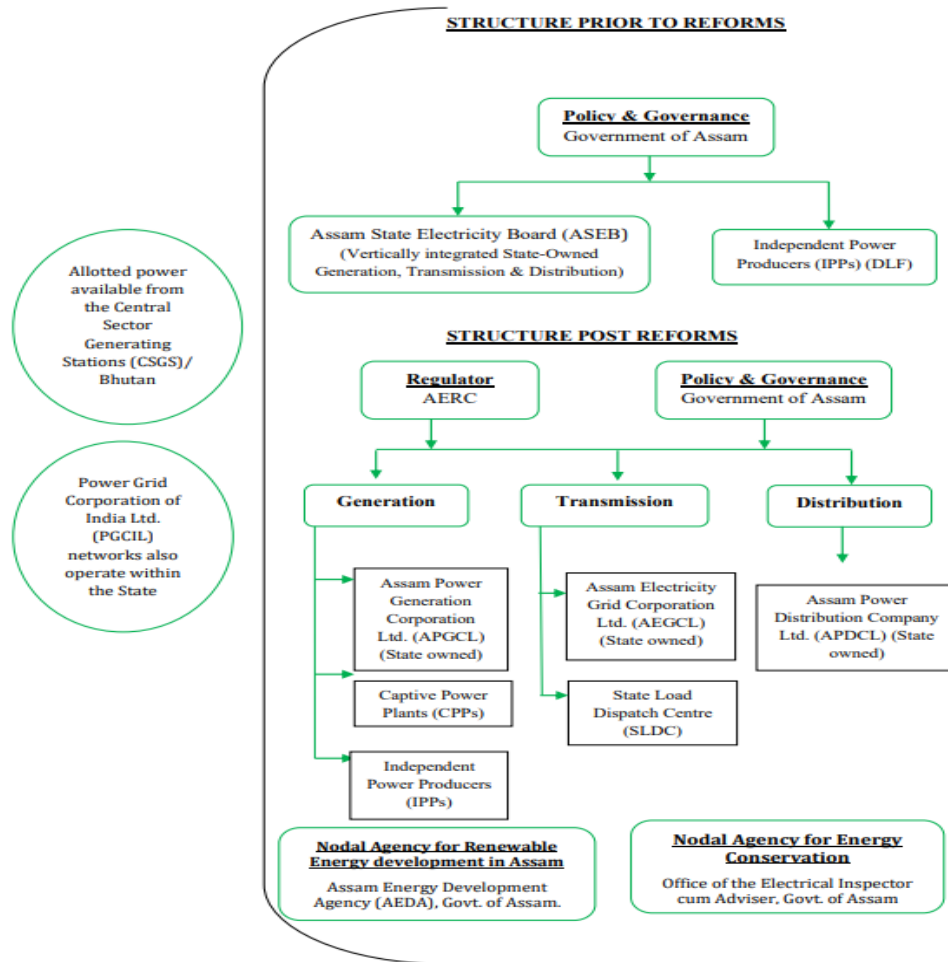 STRUCTURE PRIOR TO REFORMS
Policy & Governance
Government of Assam
Assam State Electricity Board (ASEB)
(Vertically integrated State-Owned
Generation, Transmission & Distribution)
Independent Power
Producers (IPPs) (DLF)
Allotted power
available from
the Central
Sector
Generating
Stations (CSGS)/
Bhutan
STRUCTURE POST REFORMS
Regulator
AERC
Policy & Governance
Government of Assam
Power Grid
Corporation of
India Ltd.
(PGCIL)
networks also
operate within
the State
Generation
Transmission
Distribution
Assam Power
Generation
Corporation
Ltd. (APGCL)
(State owned)
Captive Power
Plants (CPPs)
Independent
Power Producers
(IPPs)
Assam Electricity
Grid Corporation
Ltd. (AEGCL)
(State owned)
State Load
Dispatch Centre
(SLDC)
Assam Power
Distribution Company
Ltd. (APDCL) (State
owned)
Nodal Agency for Renewable
Energy development in Assam
Assam Energy Development
Agency (AEDA), Govt. of Assam.
Nodal Agency for Energy
Conservation
Office of the Electrical Inspector
cum Adviser, Govt. of Assam